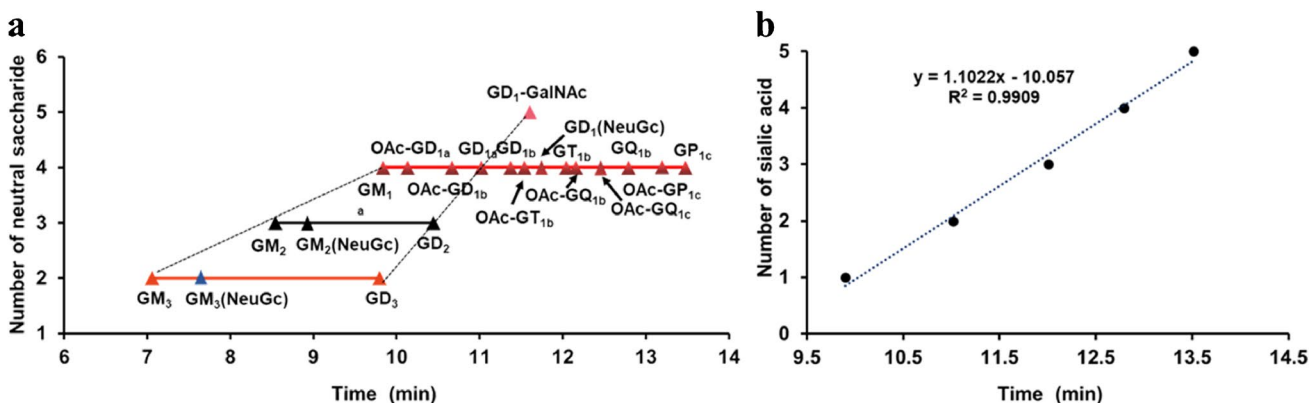 a
Number of neutral saccharide
6
5
4
3
2
1
6 7 8 9 10 11 12 13 14
Time (min)
GD₁-GalNAc
GD₁(NeuGc)
OAc-GD₁ₐ GD₁ₐ GD₁b GT₁b GQ₁b GP₁c
GM₁ OAc-GD₁b OAc-GT₁b OAc-GQ₁b OAc-GQ₁c OAc-GP₁c
a
GM₂ GM₂(NeuGc) GD₂
GM₃ GM₃(NeuGc) GD₃
b
Number of sialic acid
5
4
3
2
1
0
9.5 10.5 11.5 12.5 13.5 14.5
Time (min)
y = 1.1022x - 10.057
R² = 0.9909